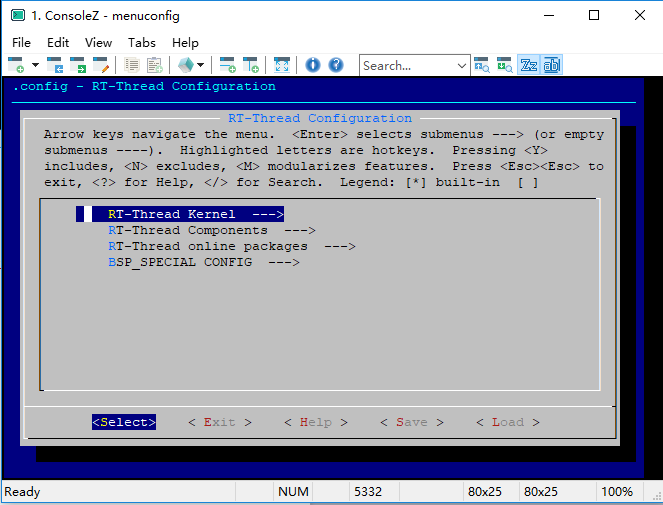 1. ConsoleZ - menuconfig
File Edit View Tabs Help
Search...
.config - RT-Thread Configuration
RT-Thread Configuration
Arrow keys navigate the menu. <Enter> selects submenus ---> (or empty
submenus ----). Highlighted letters are hotkeys. Pressing <Y>
includes, <N> excludes, <M> modularizes features. Press <Esc><Esc> to
exit, <?> for Help, </> for Search. Legend: [*] built-in [ ]
RT-Thread Kernel --->
RT-Thread Components --->
RT-Thread online packages --->
BSP_SPECIAL CONFIG --->
<Select> < Exit > < Help > < Save > < Load >
Ready NUM 5332 80x25 80x25 100%